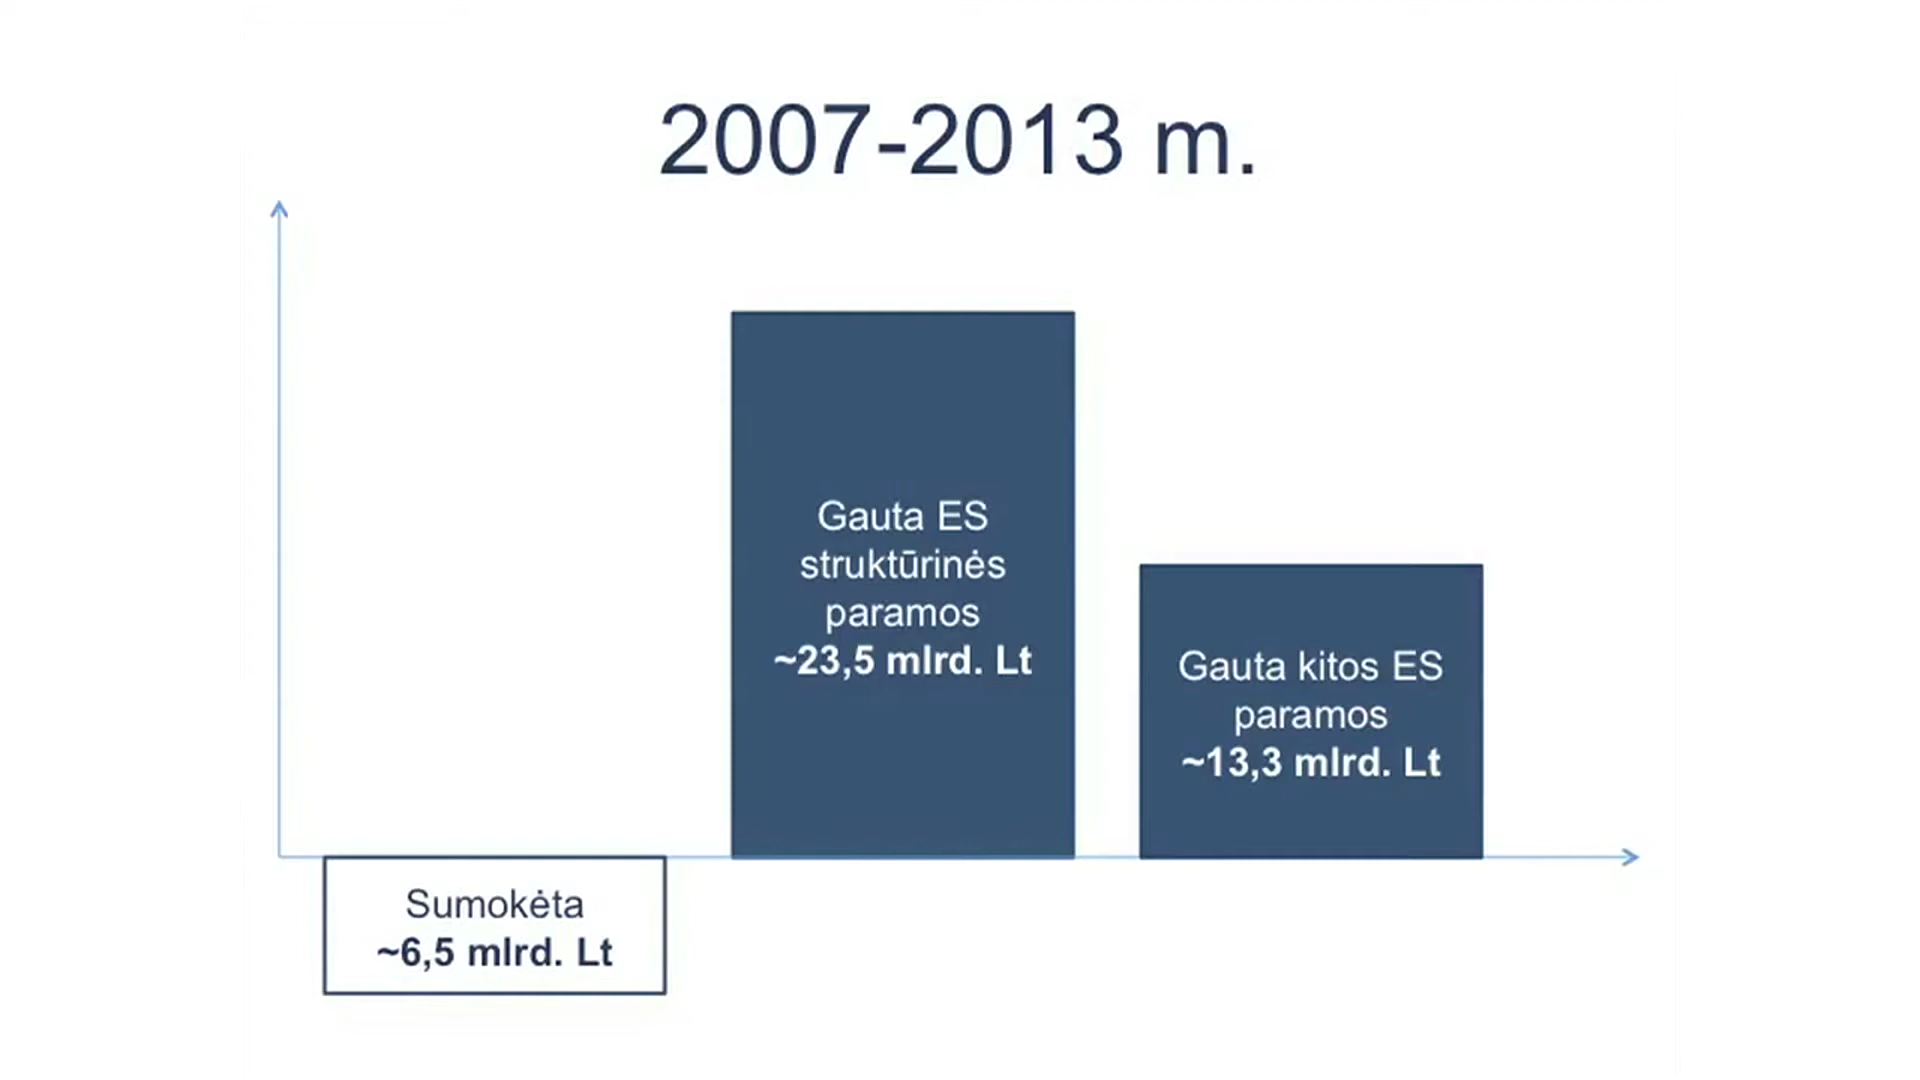 2007-2013 m.
Gauta ES
struktūrinės
paramos
~23,5 mlrd. Lt
Gauta kitos ES
paramos
~13,3 mlrd. Lt
Sumokėta
~6,5 mlrd. Lt